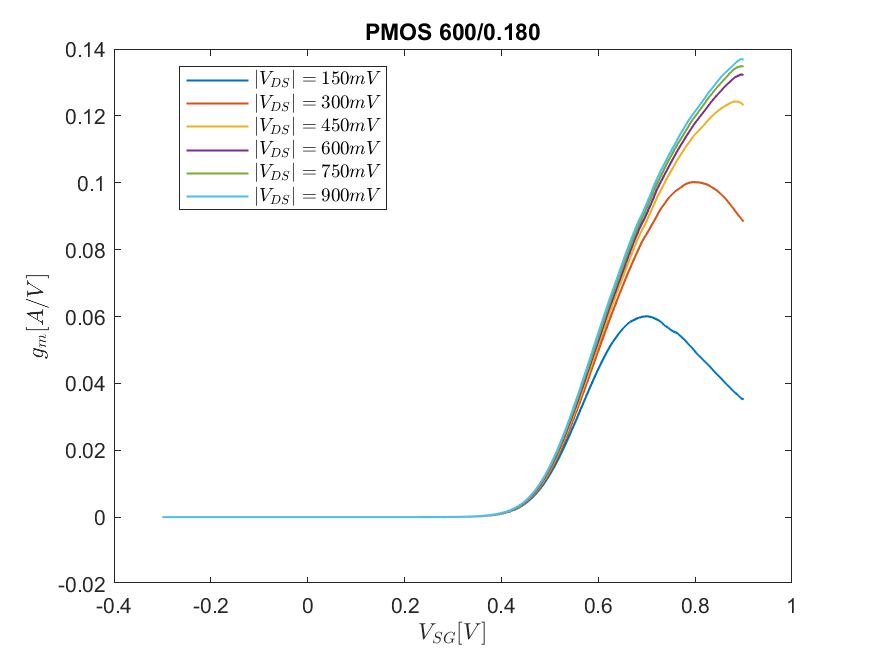 PMOS 600/0.180
0.14
0.12
0.1
0.08
0.06
0.04
0.02
0
-0.02
g_m[A/V]
|V_DS| = 150mV
|V_DS| = 300mV
|V_DS| = 450mV
|V_DS| = 600mV
|V_DS| = 750mV
|V_DS| = 900mV
-0.4 -0.2 0 0.2 0.4 0.6 0.8 1
V_SG[V]